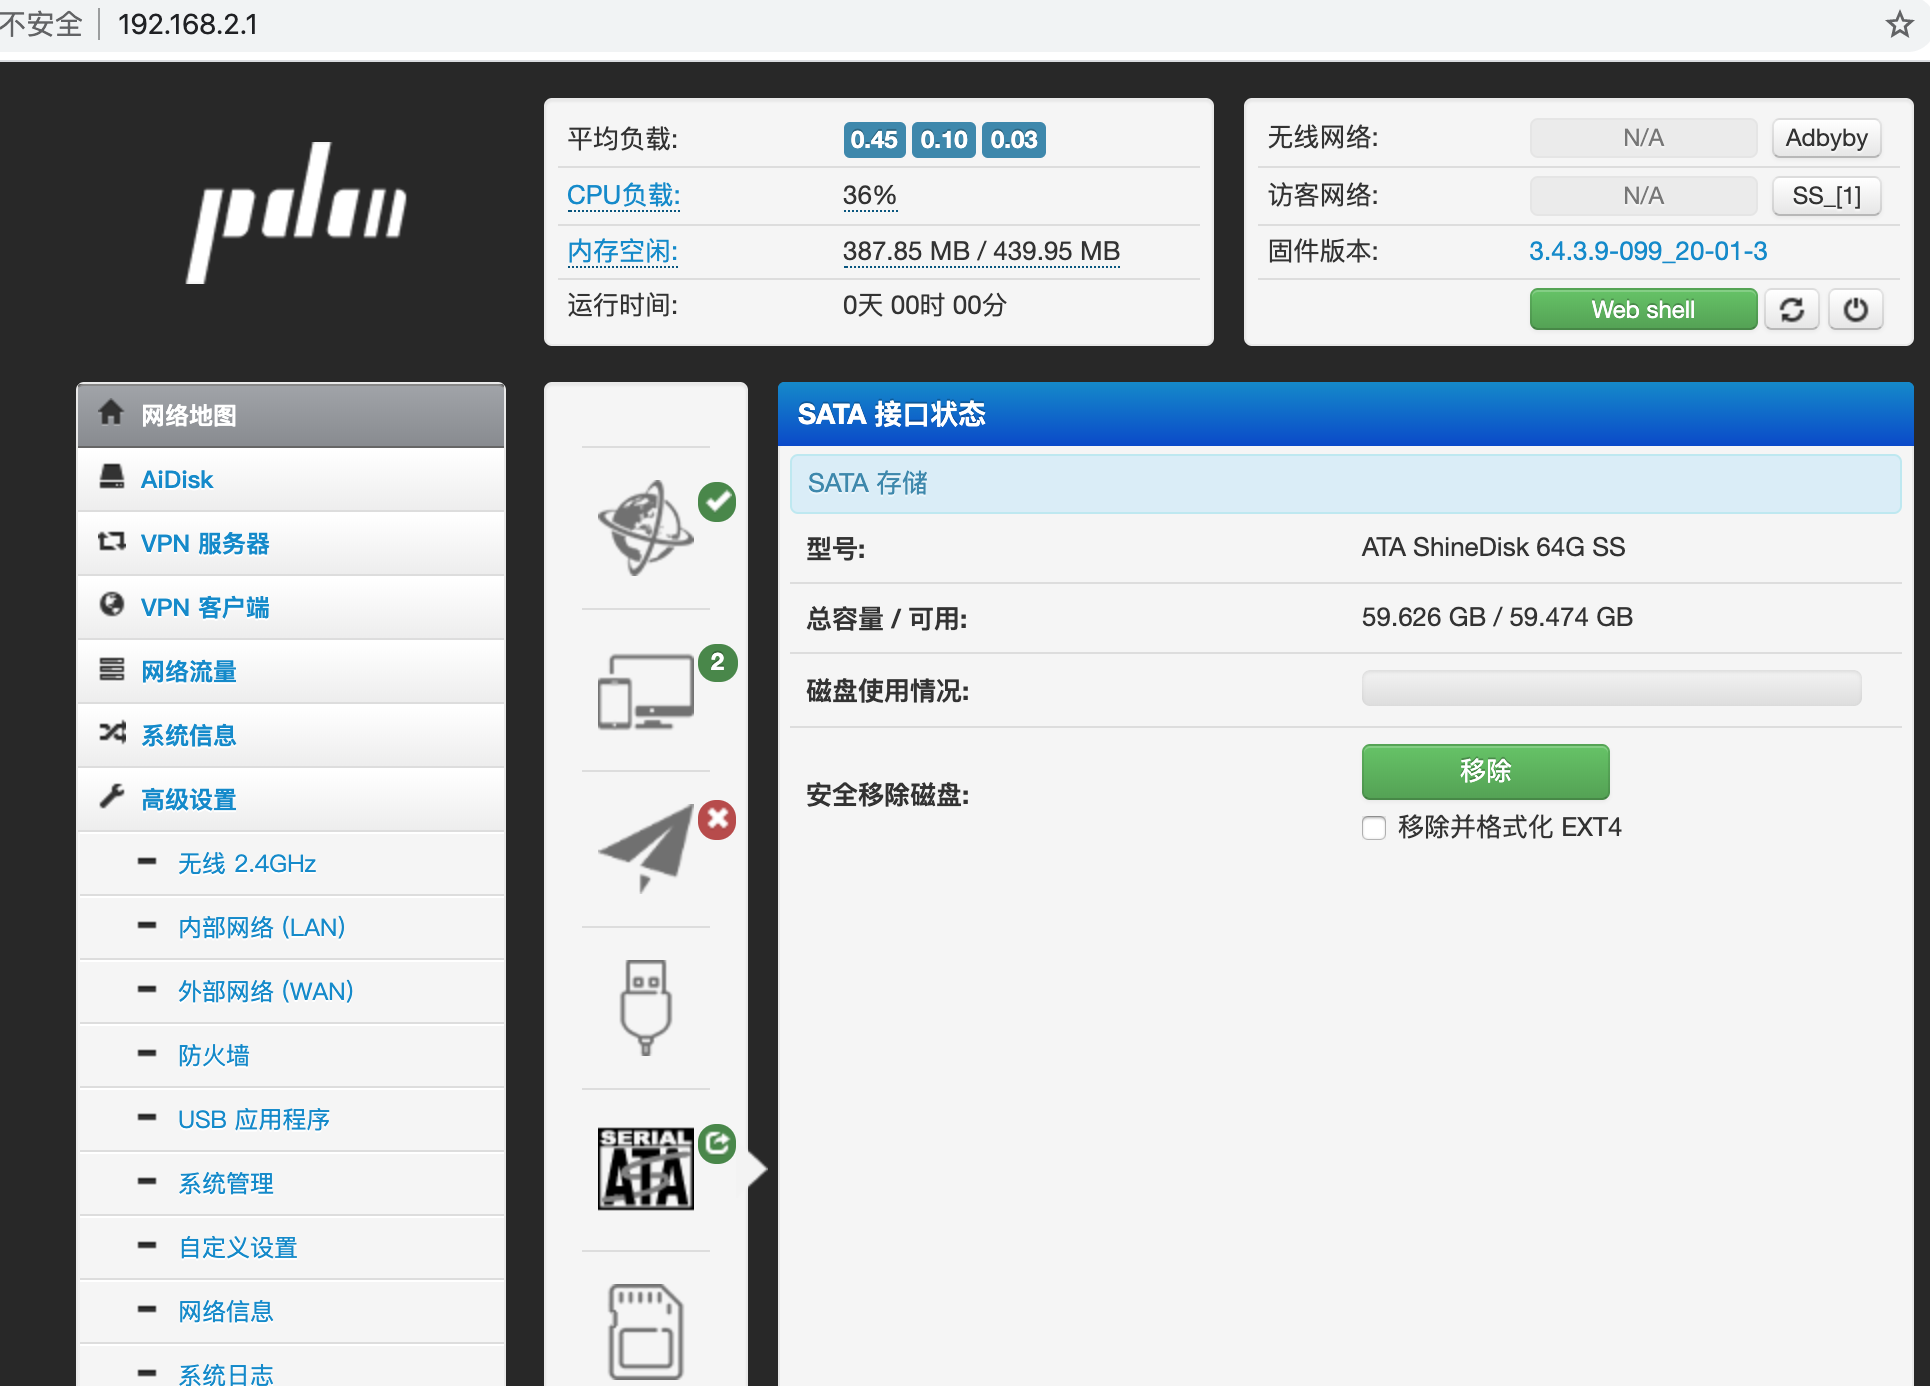 不安全 192.168.2.1
pdcn
平均负载: 0.45 0.10 0.03
CPU负载: 36%
内存空闲: 387.85 MB / 439.95 MB
运行时间: 0天 00时 00分
无线网络: N/A Adbyby
访客网络: N/A SS_[1]
固件版本: 3.4.3.9-099_20-01-3
Web shell
网络地图
AiDisk
VPN 服务器
VPN 客户端
网络流量
系统信息
高级设置
无线 2.4GHz
内部网络 (LAN)
外部网络 (WAN)
防火墙
USB 应用程序
系统管理
自定义设置
网络信息
系统日志
2
SERIAL
ATA
SATA 接口状态
SATA 存储
型号: ATA ShineDisk 64G SS
总容量 / 可用: 59.626 GB / 59.474 GB
磁盘使用情况:
安全移除磁盘: 移除
移除并格式化 EXT4